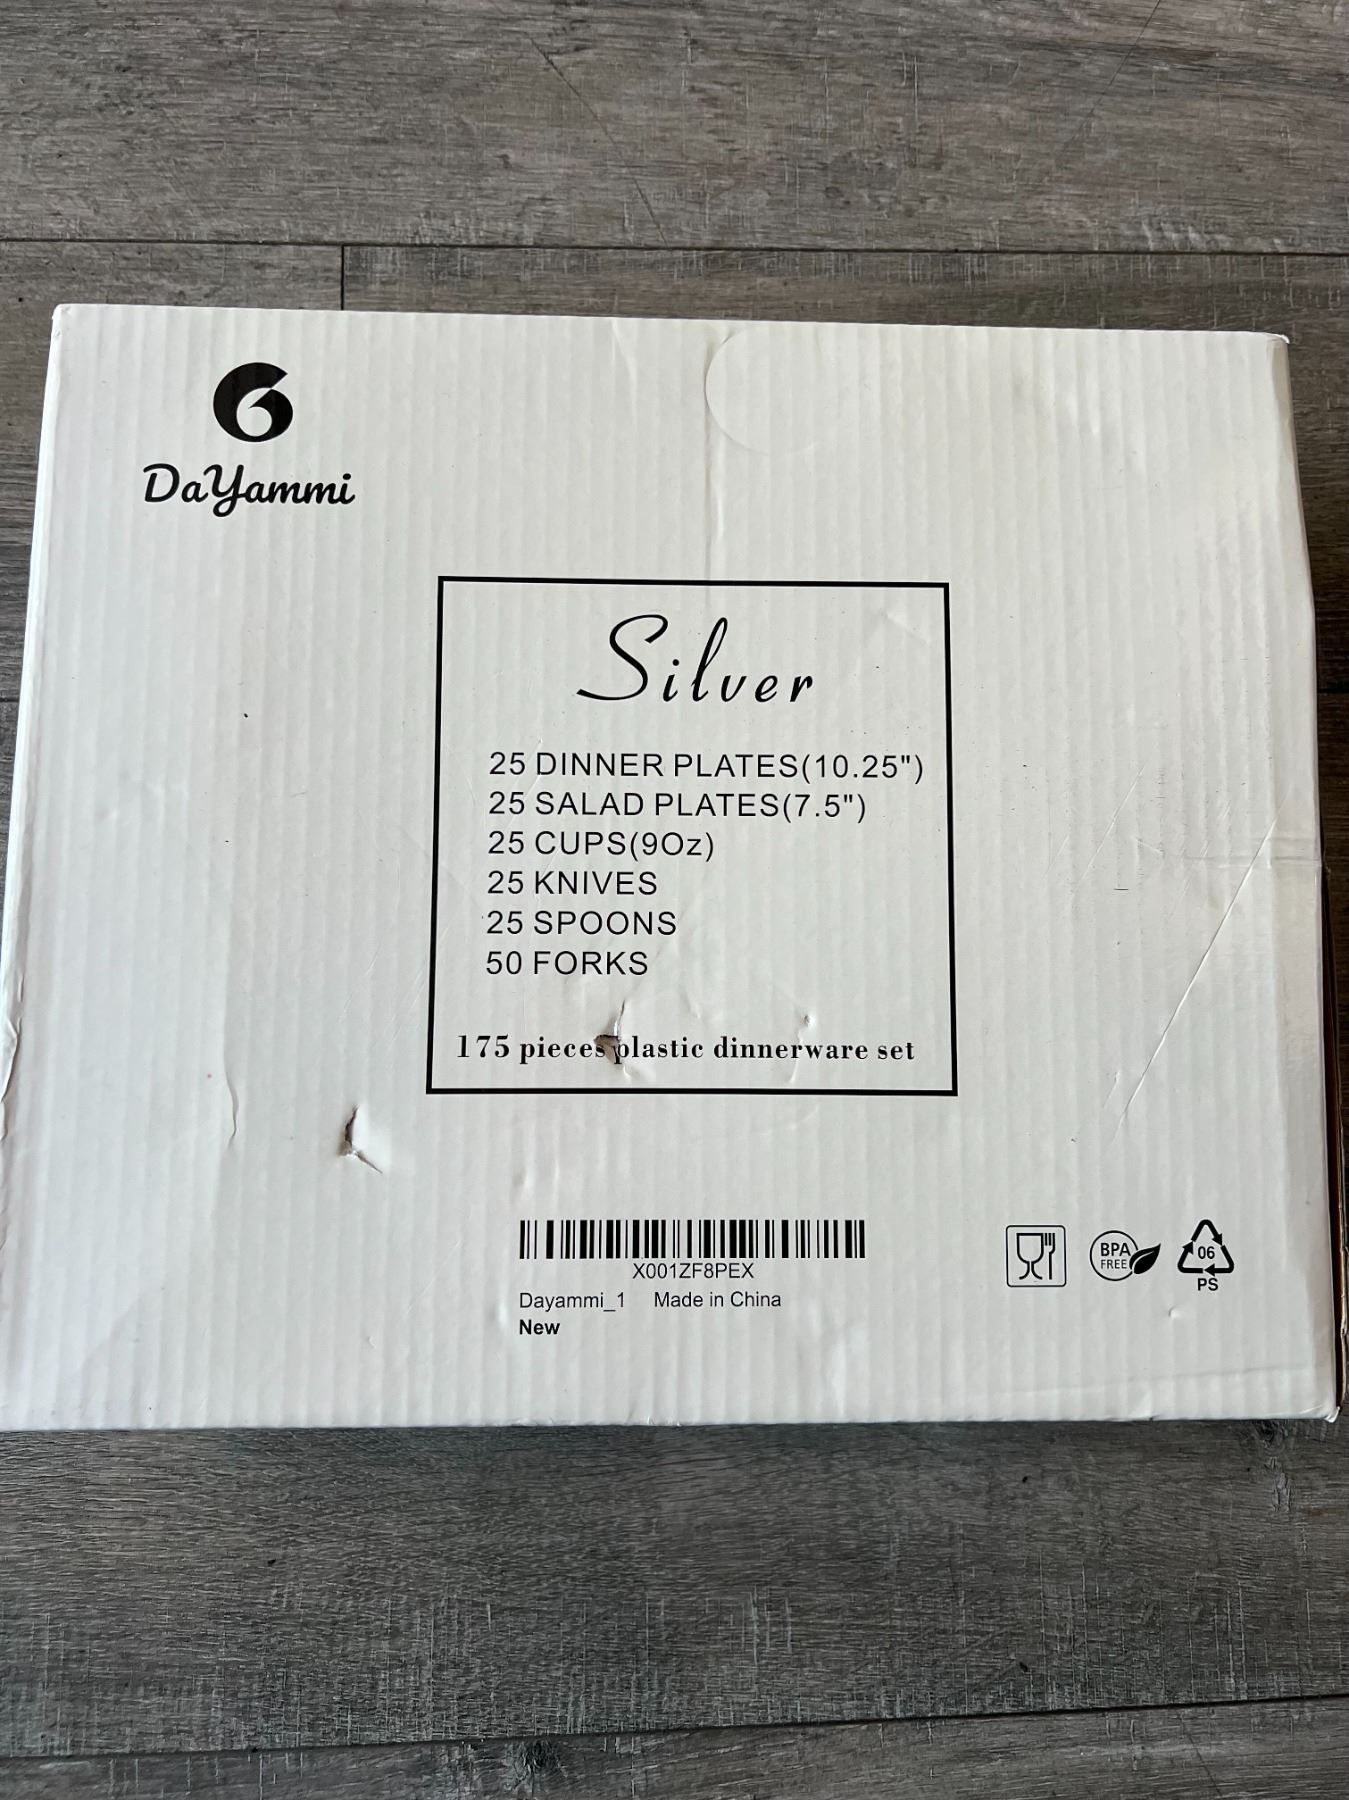 DaYammi
Silver
25 DINNER PLATES(10.25")
25 SALAD PLATES(7.5")
25 CUPS(9Oz)
25 KNIVES
25 SPOONS
50 FORKS
175 pieces plastic dinnerware set
X001ZF8PEX
Dayammi_1 Made in China
New
BPA
FREE
06
PS